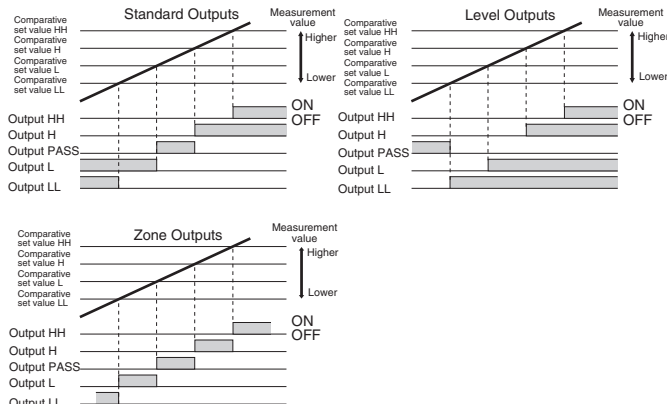 Standard Outputs
Comparative
set value HH
Comparative
set value H
Comparative
set value L
Comparative
set value LL
Measurement
value
Higher
Lower
ON
OFF
Output HH
Output H
Output PASS
Output L
Output LL
Level Outputs
Comparative
set value HH
Comparative
set value H
Comparative
set value L
Comparative
set value LL
Measurement
value
Higher
Lower
ON
OFF
Output HH
Output H
Output PASS
Output L
Output LL
Zone Outputs
Comparative
set value HH
Comparative
set value H
Comparative
set value L
Comparative
set value LL
Measurement
value
Higher
Lower
ON
OFF
Output HH
Output H
Output PASS
Output L
Output LL